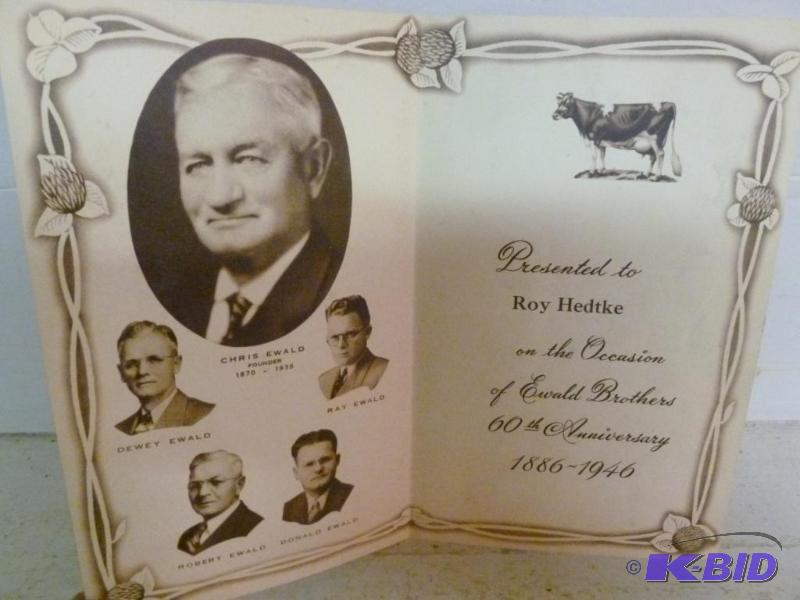 CHRIS EWALD
FOUNDER
1870 - 1935
RAY EWALD
DEWEY EWALD
DONALD EWALD
ROBERT EWALD
Presented to
Roy Hedtke
on the Occasion
of Ewald Brothers
60th Anniversary
1886~1946
© K-BID